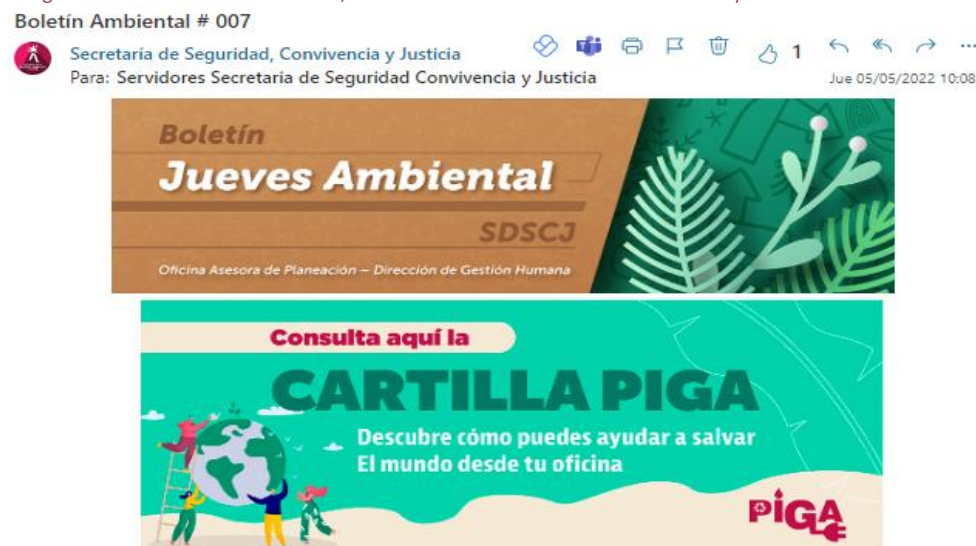 Boletín Ambiental # 007
Secretaría de Seguridad, Convivencia y Justicia
1
Para: Servidores Secretaria de Seguridad Convivencia y Justicia
Jue 05/05/2022 10:08
Boletín
Jueves Ambiental
SDSCJ
Oficina Asesora de Planeación – Dirección de Gestión Humana
Consulta aquí la
CARTILLA PIGA
Descubre cómo puedes ayudar a salvar
El mundo desde tu oficina
PIGA